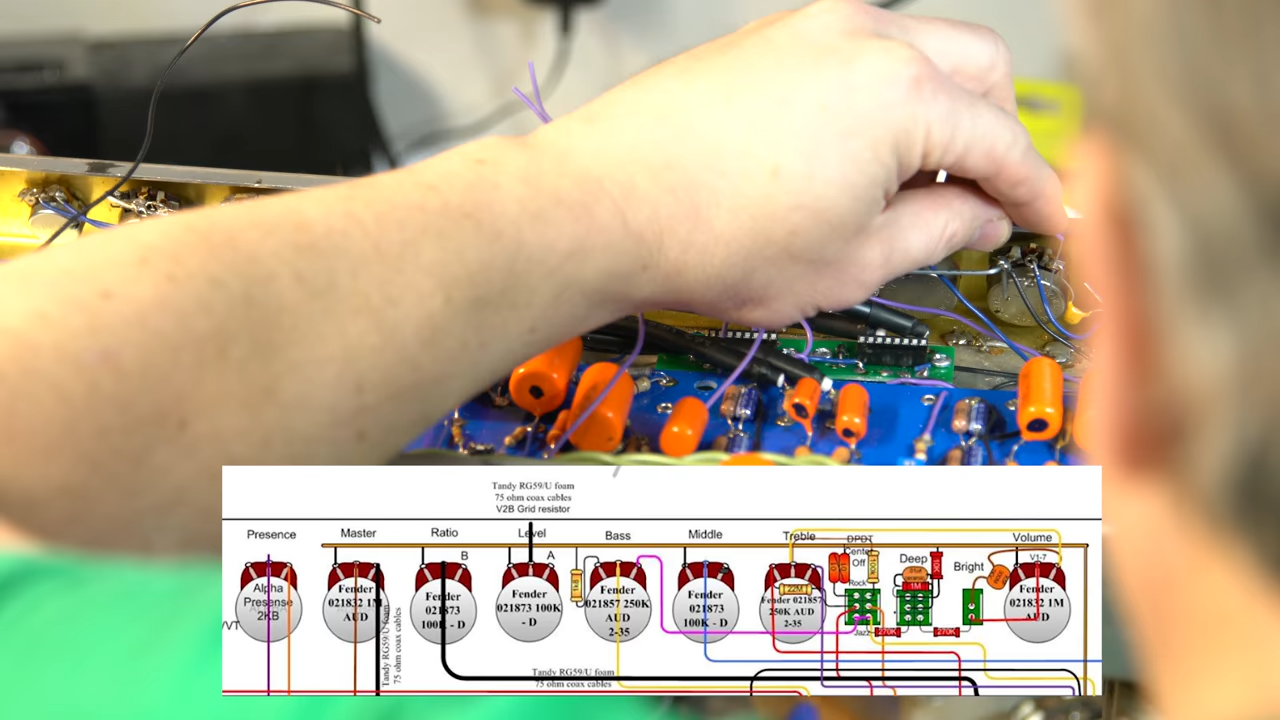 Tandy RG59/U foam
75 ohm coax cables
V2B Grid resistor
Presence
Master
Ratio
Level
Bass
Middle
Treble
DPDT
Center
Off
Deep
Bright
Volume
B
A
V1-7
Alpha
Presense
2KB
Fender
021832 1M
AUD
Fender
021873
100K - D
Fender
021873 100K
- D
Fender
021857 250K
AUD
2-35
Fender
021873
100K - D
22M
Fender 021857
250K AUD
2-35
Rock
Jazz
100K
1M
270K
270K
Fender
021832 1M
AUD
/VT
Tandy RG59/U foam
75 ohm coax cables
Tandy RG59/U foam
75 ohm coax cables